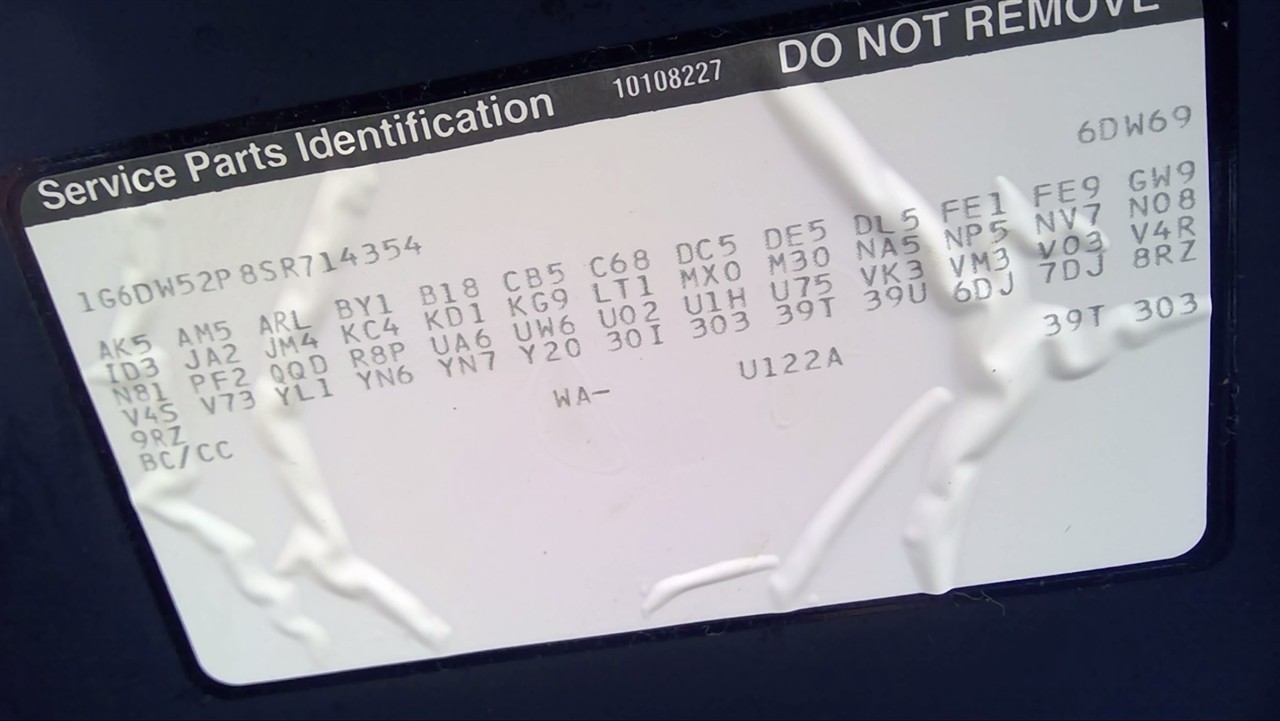 Service Parts Identification 10108227 DO NOT REMOVE
6DW69
1G6DW52P8SR714354
AK5 AM5 ARL BY1 B18 CB5 C68 DC5 DE5 DL5 FE1 FE9 GW9
ID3 JA2 JM4 KC4 KD1 KG9 LT1 MX0 M30 NA5 NP5 NV7 N08
N81 PF2 QQD R8P UA6 UW6 U02 U1H U75 VK3 VM3 V03 V4R
V4S V73 YL1 YN6 YN7 Y20 30I 303 39T 39U 6DJ 7DJ 8RZ
9RZ
BC/CC WA- U122A 39T 303